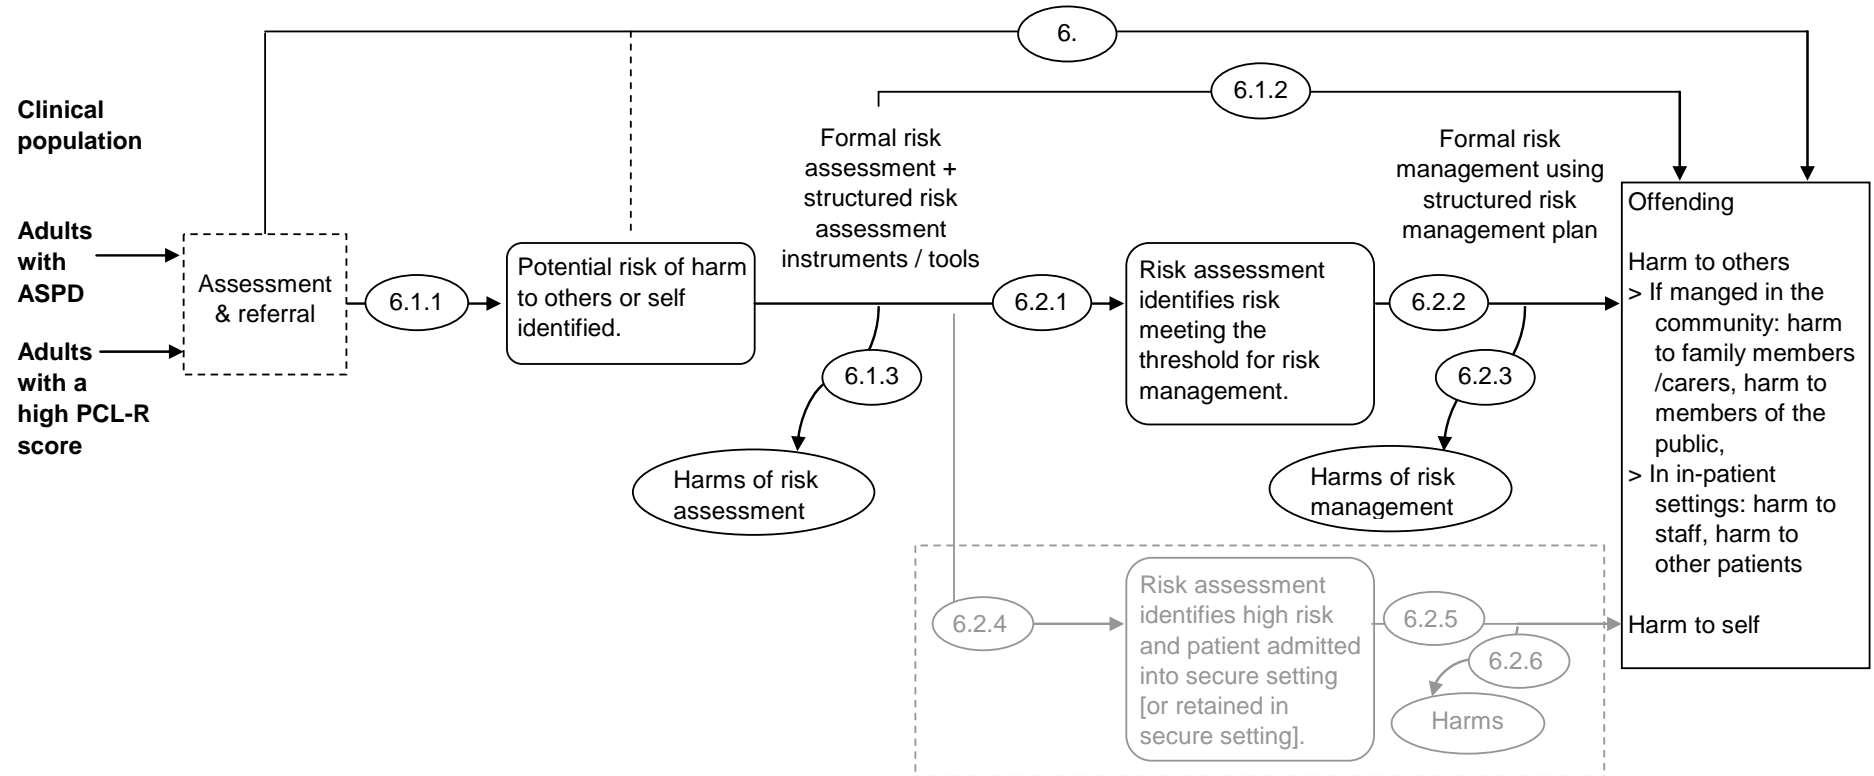 6.
6.1.2
Clinical
population
Formal risk
assessment +
structured risk
assessment
instruments / tools
Formal risk
management using
structured risk
management plan
Adults
with
ASPD
Adults
with a
high PCL-R
score
Assessment
& referral
6.1.1
Potential risk of harm
to others or self
identified.
6.1.3
Harms of risk
assessment
6.2.1
Risk assessment
identifies risk
meeting the
threshold for risk
management.
6.2.2
6.2.3
Harms of risk
management
Offending
Harm to others
> If manged in the
community: harm
to family members
/carers, harm to
members of the
public,
> In in-patient
settings: harm to
staff, harm to
other patients
Harm to self
6.2.4
Risk assessment
identifies high risk
and patient admitted
into secure setting
[or retained in
secure setting].
6.2.5
6.2.6
Harms